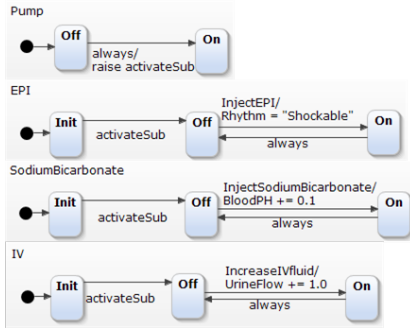 Pump
Off
On
always/
raise activateSub
EPI
InjectEPI/
Rhythm = "Shockable"
Init
Off
On
activateSub
always
SodiumBicarbonate
InjectSodiumBicarbonate/
BloodPH += 0.1
Init
Off
On
activateSub
always
IV
IncreaseIVfluid/
UrineFlow += 1.0
Init
Off
On
activateSub
always